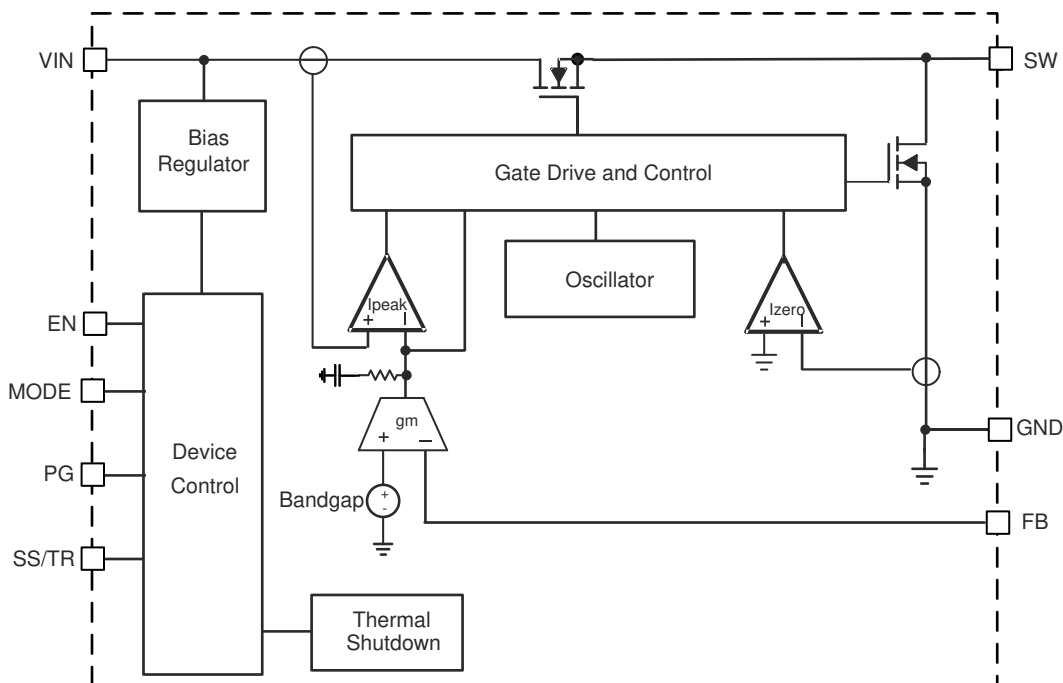 VIN
SW
Bias
Regulator
Gate Drive and Control
Oscillator
Ipeak
+ –
Izero
+ –
EN
MODE
PG
SS/TR
Device
Control
gm
+ –
Bandgap
+
-
GND
FB
Thermal
Shutdown